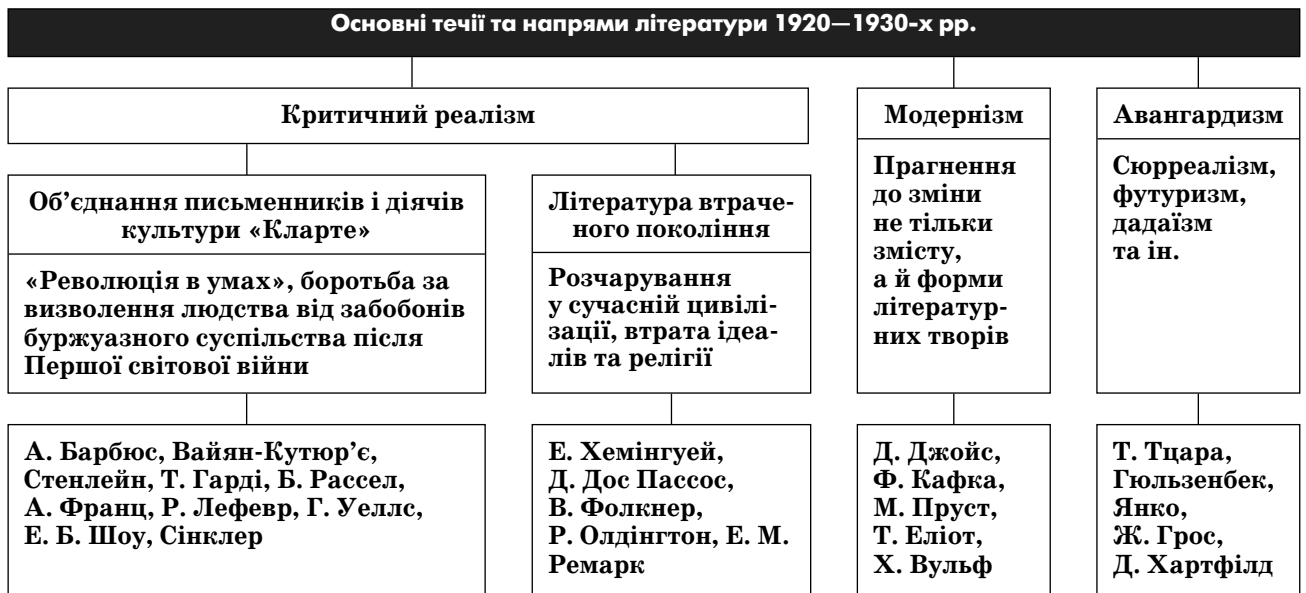 Основні течії та напрями літератури 1920—1930-х рр.
Критичний реалізм
Об’єднання письменників і діячів
культури «Кларте»
«Революція в умах», боротьба за
визволення людства від забобонів
буржуазного суспільства після
Першої світової війни
А. Барбюс, Вайян-Кутюр’є,
Стенлейн, Т. Гарді, Б. Рассел,
А. Франц, Р. Лефевр, Г. Уеллс,
Е. Б. Шоу, Сінклер
Література втраче-
ного покоління
Розчарування
у сучасній цивілі-
зації, втрата ідеа-
лів та релігії
Е. Хемінгуей,
Д. Дос Пассос,
В. Фолкнер,
Р. Олдінгтон, Е. М.
Ремарк
Модернізм
Прагнення
до зміни
не тільки
змісту,
а й форми
літератур-
них творів
Д. Джойс,
Ф. Кафка,
М. Пруст,
Т. Еліот,
Х. Вульф
Авангардизм
Сюрреалізм,
футуризм,
дадаїзм
та ін.
Т. Тцара,
Гюльзенбек,
Янко,
Ж. Грос,
Д. Хартфілд